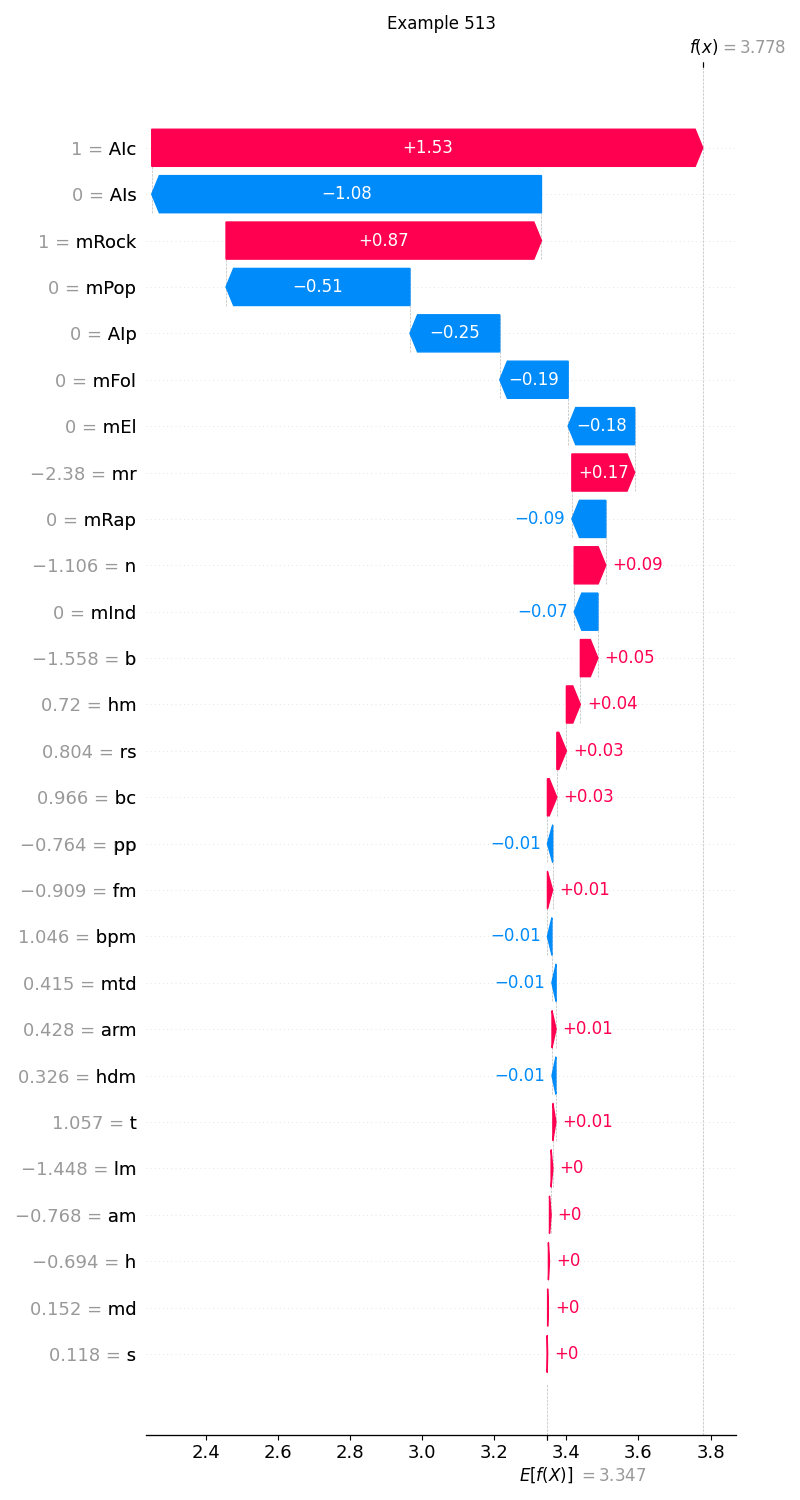 Example 513
f(x) = 3.778
1 = AIc
+1.53
0 = AIs
−1.08
1 = mRock
+0.87
0 = mPop
−0.51
0 = AIp
−0.25
0 = mFol
−0.19
0 = mEl
−0.18
−2.38 = mr
+0.17
0 = mRap
−0.09
−1.106 = n
+0.09
0 = mInd
−0.07
−1.558 = b
+0.05
0.72 = hm
+0.04
0.804 = rs
+0.03
0.966 = bc
+0.03
−0.764 = pp
−0.01
−0.909 = fm
+0.01
1.046 = bpm
−0.01
0.415 = mtd
−0.01
0.428 = arm
+0.01
0.326 = hdm
−0.01
1.057 = t
+0.01
−1.448 = lm
+0
−0.768 = am
+0
−0.694 = h
+0
0.152 = md
+0
0.118 = s
+0
2.4 2.6 2.8 3.0 3.2 3.4 3.6 3.8
E[f(X)] = 3.347